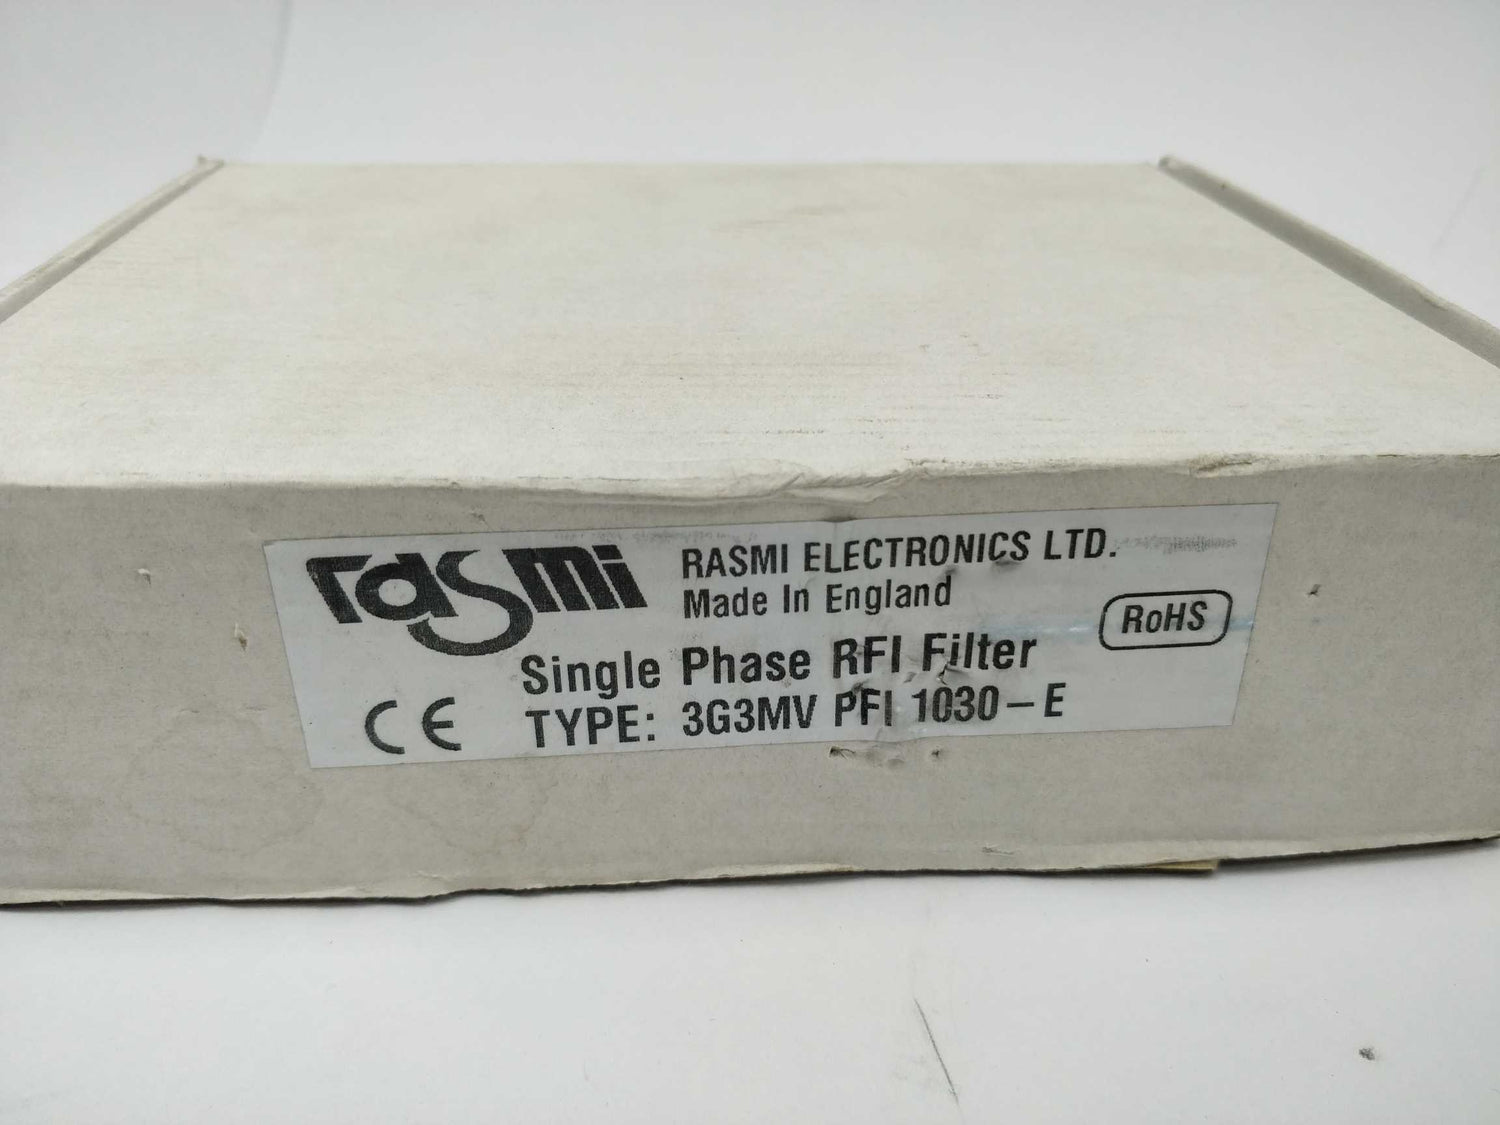 rasmi
RASMI ELECTRONICS LTD.
Made In England
RoHS
Single Phase RFI Filter
CE TYPE: 3G3MV PFI 1030-E